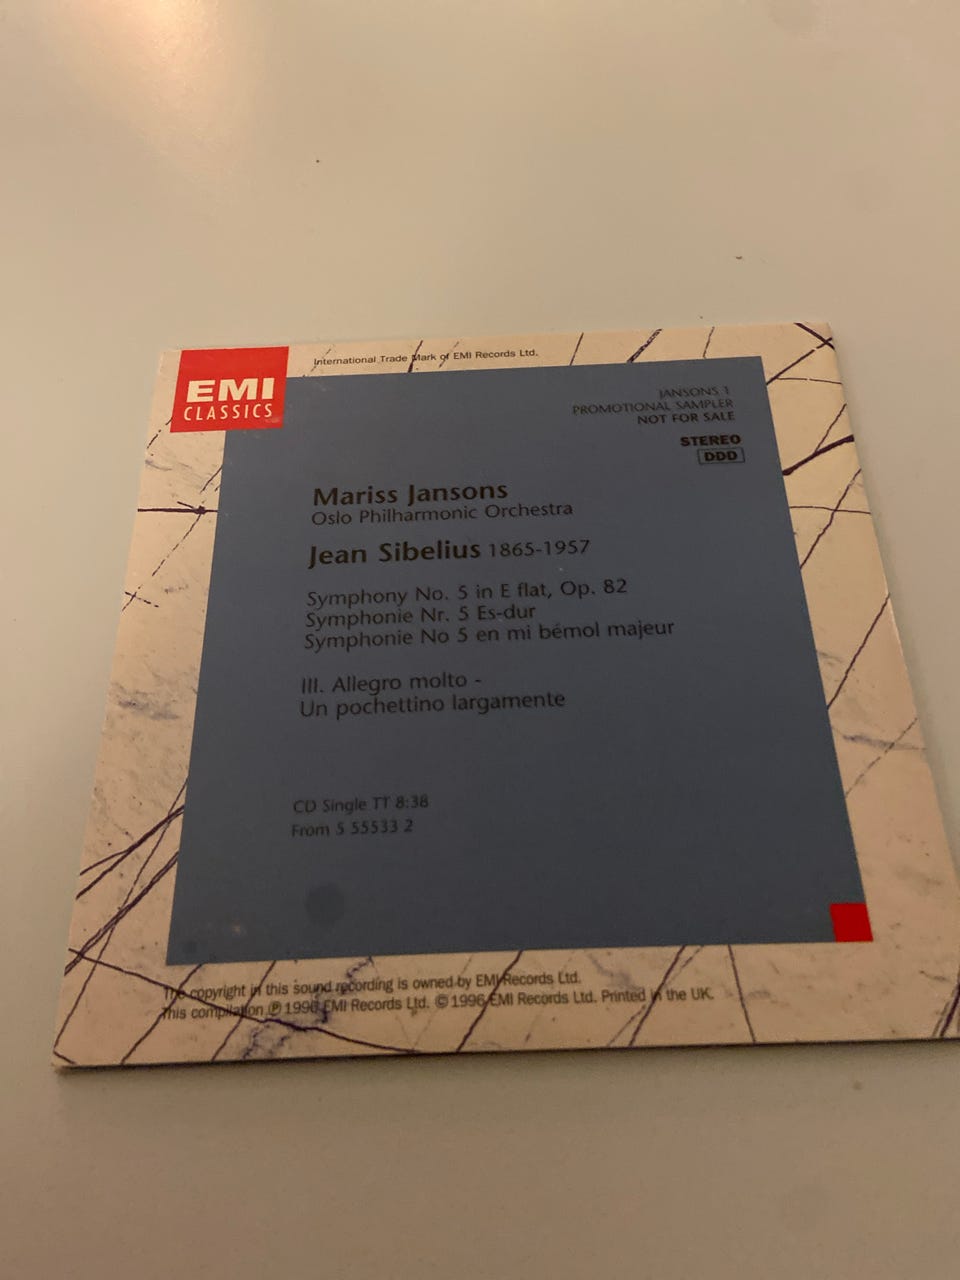 EMI
CLASSICS
International Trade Mark of EMI Records Ltd.
JANSONS 1
PROMOTIONAL SAMPLER
NOT FOR SALE
STEREO
DDD
Mariss Jansons
Oslo Philharmonic Orchestra
Jean Sibelius 1865-1957
Symphony No. 5 in E flat, Op. 82
Symphonie Nr. 5 Es-dur
Symphonie No 5 en mi bémol majeur
III. Allegro molto -
Un pochettino largamente
CD Single TT 8:38
From 5 55533 2
The copyright in this sound recording is owned by EMI Records Ltd.
This compilation ℗ 1996 EMI Records Ltd. © 1996 EMI Records Ltd. Printed in the UK.